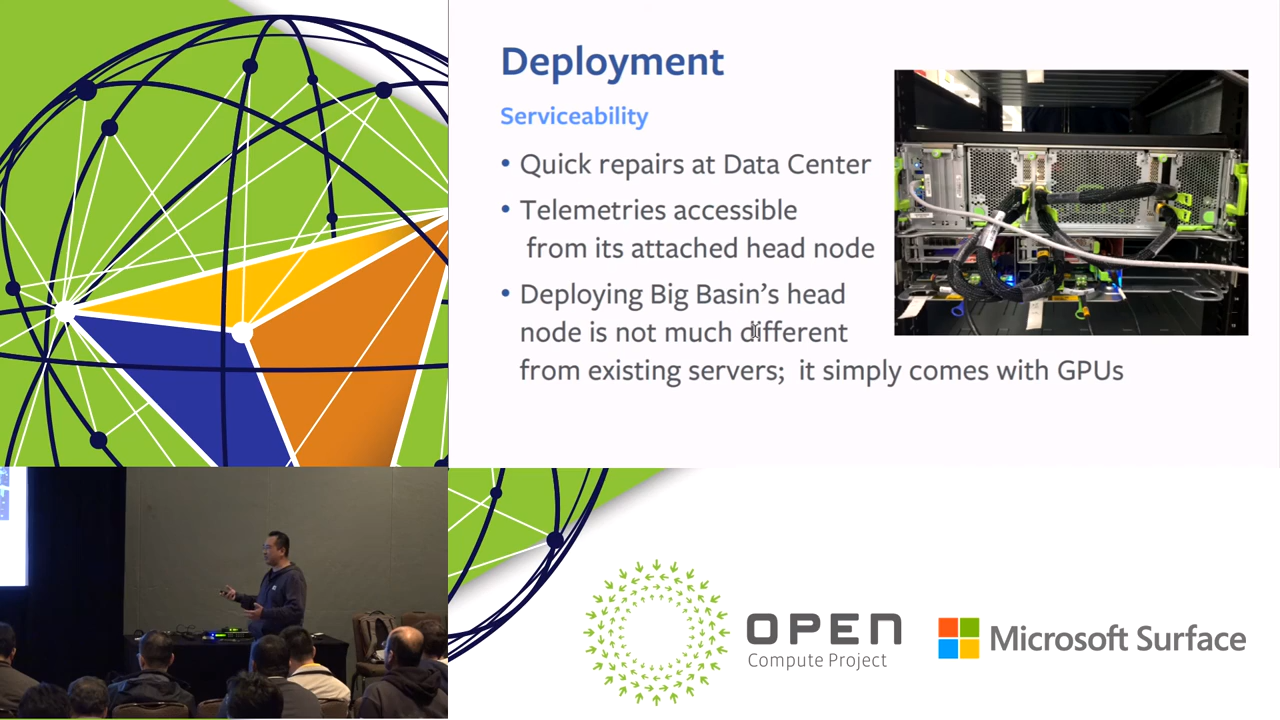 Deployment
Serviceability
• Quick repairs at Data Center
• Telemetries accessible
from its attached head node
• Deploying Big Basin’s head
node is not much different
from existing servers; it simply comes with GPUs
OPEN
Compute Project
Microsoft Surface